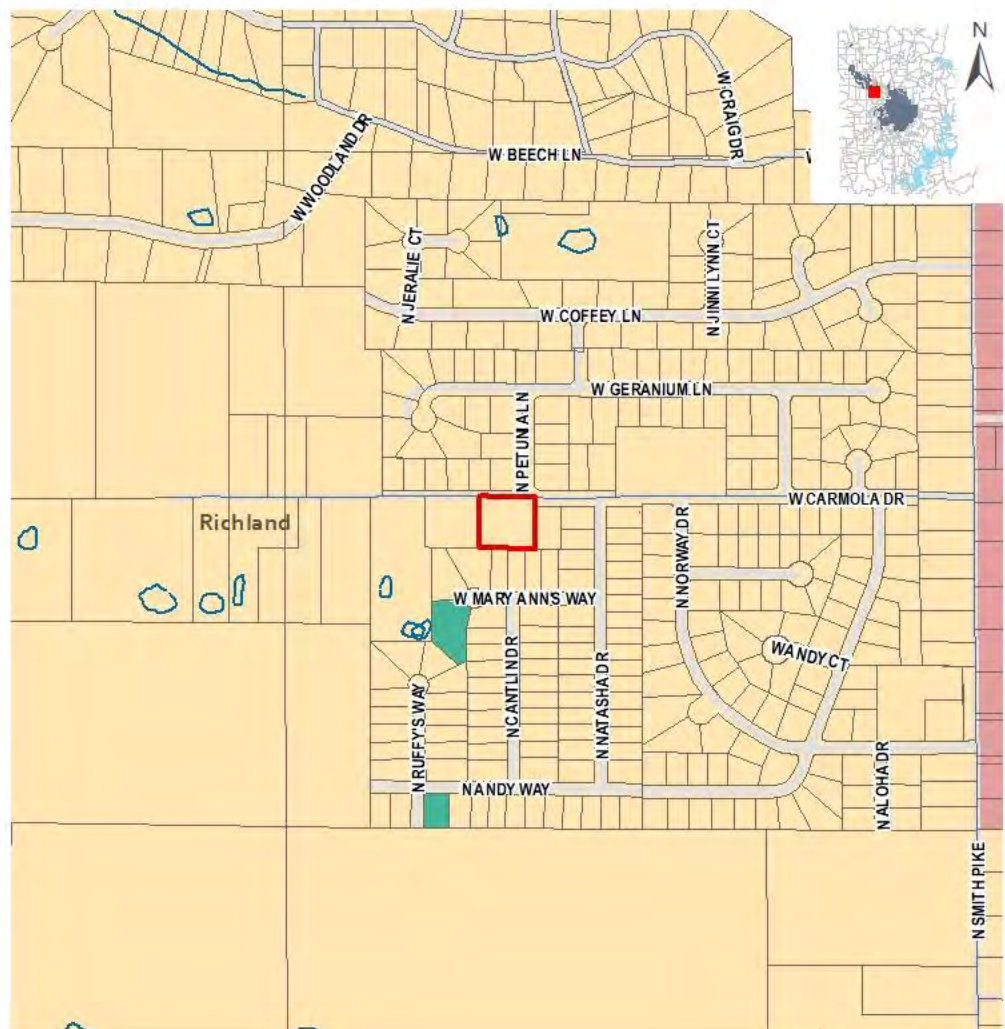 N
W CRAIG DR
W BEECH LN
W WOODLAND DR
N JERALIE CT
N JINNI LYNN CT
W COFFEY LN
W GERANIUM LN
N PETUNIA LN
W CARMOLA DR
Richland
N NORWAY DR
W MARY ANN'S WAY
W ANDY CT
N CANTLIN DR
N NATASHA DR
N RUFFY'S WAY
N ANDY WAY
N ALOHA DR
N SMITH PIKE